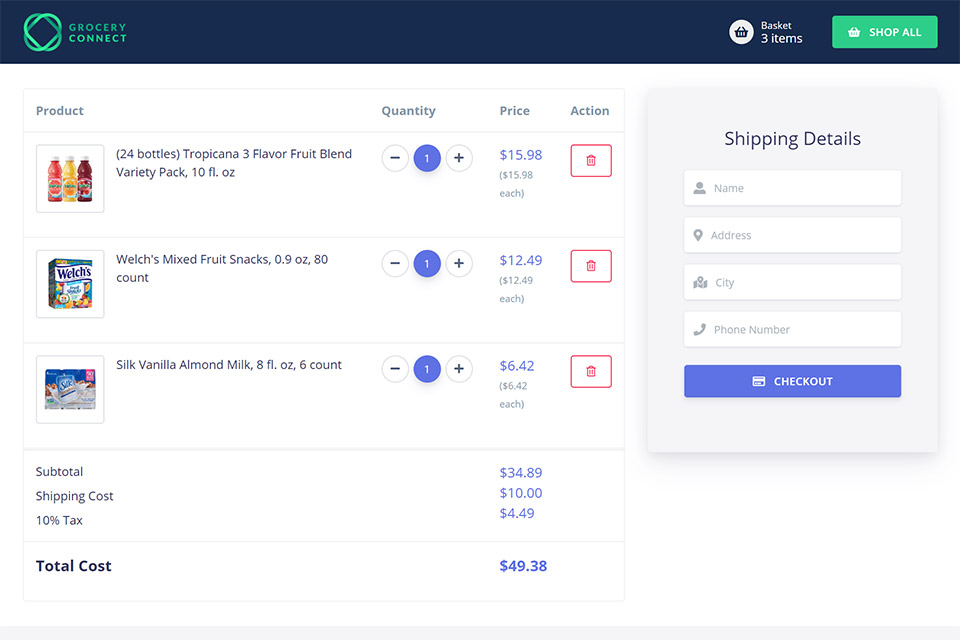 GROCERY
CONNECT
Basket
3 items
SHOP ALL
Product Quantity Price Action
(24 bottles) Tropicana 3 Flavor Fruit Blend
Variety Pack, 10 fl. oz
1
$15.98
($15.98
each)
Welch's
Welch's Mixed Fruit Snacks, 0.9 oz, 80
count
1
$12.49
($12.49
each)
Silk
Silk Vanilla Almond Milk, 8 fl. oz, 6 count
1
$6.42
($6.42
each)
Subtotal $34.89
Shipping Cost $10.00
10% Tax $4.49
Total Cost $49.38
Shipping Details
Name
Address
City
Phone Number
CHECKOUT